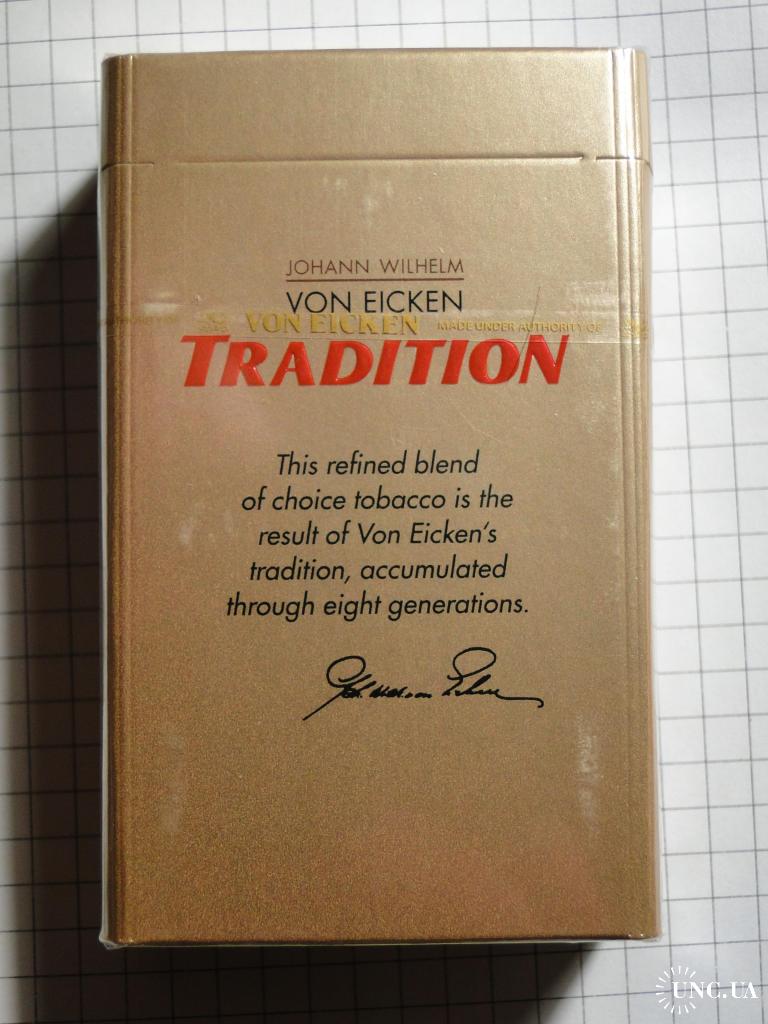 JOHANN WILHELM
VON EICKEN
VON EICKEN MADE UNDER AUTHORITY OF
TRADITION
This refined blend
of choice tobacco is the
result of Von Eicken‘s
tradition, accumulated
through eight generations.
UNC.UA